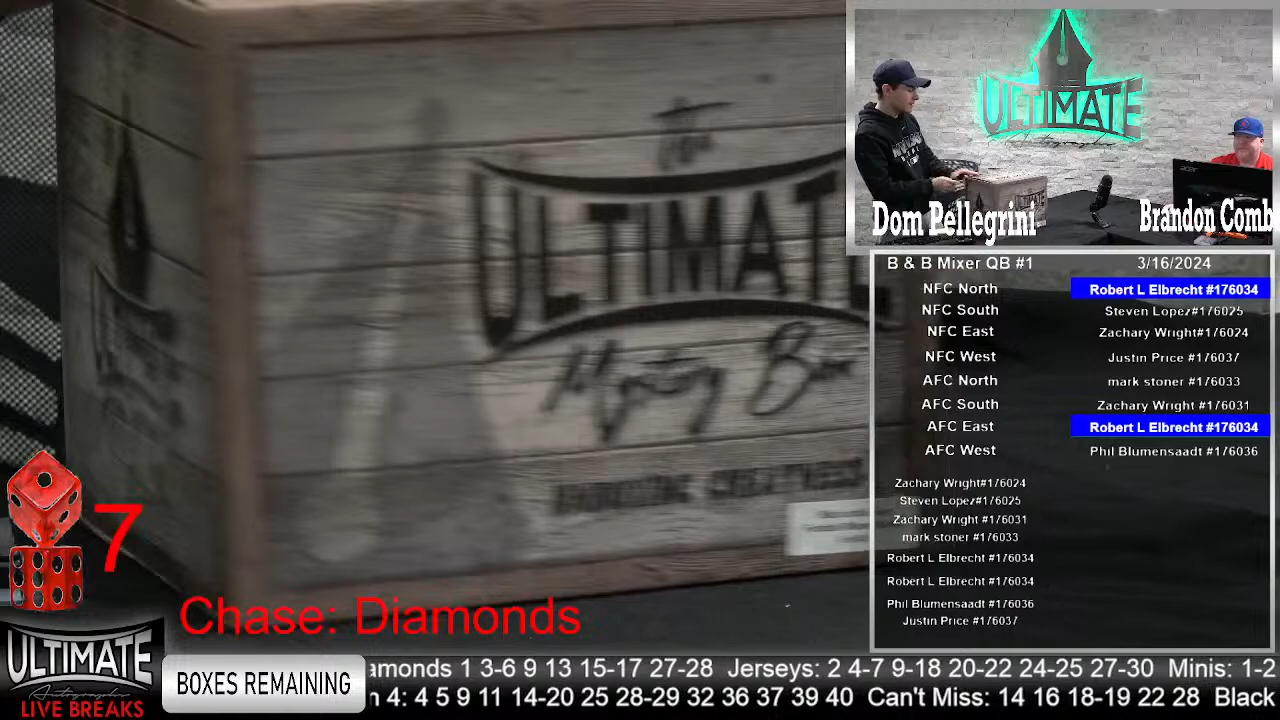 The
ULTIMATE
Mystery Box
ULTIMATE
Dom Pellegrini
Brandon Comb
B & B Mixer QB #1 3/16/2024
NFC North Robert L Elbrecht #176034
NFC South Steven Lopez#176025
NFC East Zachary Wright#176024
NFC West Justin Price #176037
AFC North mark stoner #176033
AFC South Zachary Wright #176031
AFC East Robert L Elbrecht #176034
AFC West Phil Blumensaadt #176036
Zachary Wright#176024
Steven Lopez#176025
Zachary Wright #176031
mark stoner #176033
Robert L Elbrecht #176034
Robert L Elbrecht #176034
Phil Blumensaadt #176036
Justin Price #176037
7
Chase: Diamonds
ULTIMATE
Autographs
LIVE BREAKS
BOXES REMAINING
amonds 1 3-6 9 13 15-17 27-28 Jerseys: 2 4-7 9-18 20-22 24-25 27-30 Minis: 1-2
n 4: 4 5 9 11 14-20 25 28-29 32 36 37 39 40 Can't Miss: 14 16 18-19 22 28 Black